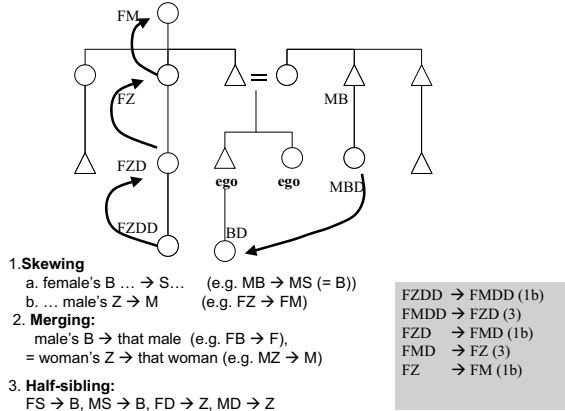 FM
FZ
MB
FZD
ego
ego
MBD
FZDD
BD
1.Skewing
a. female's B … → S… (e.g. MB → MS (= B))
b. … male's Z → M (e.g. FZ → FM)
2. Merging:
male's B → that male (e.g. FB → F),
= woman's Z → that woman (e.g. MZ → M)
3. Half-sibling:
FS → B, MS → B, FD → Z, MD → Z
FZDD → FMDD (1b)
FMDD → FZD (3)
FZD → FMD (1b)
FMD → FZ (3)
FZ → FM (1b)